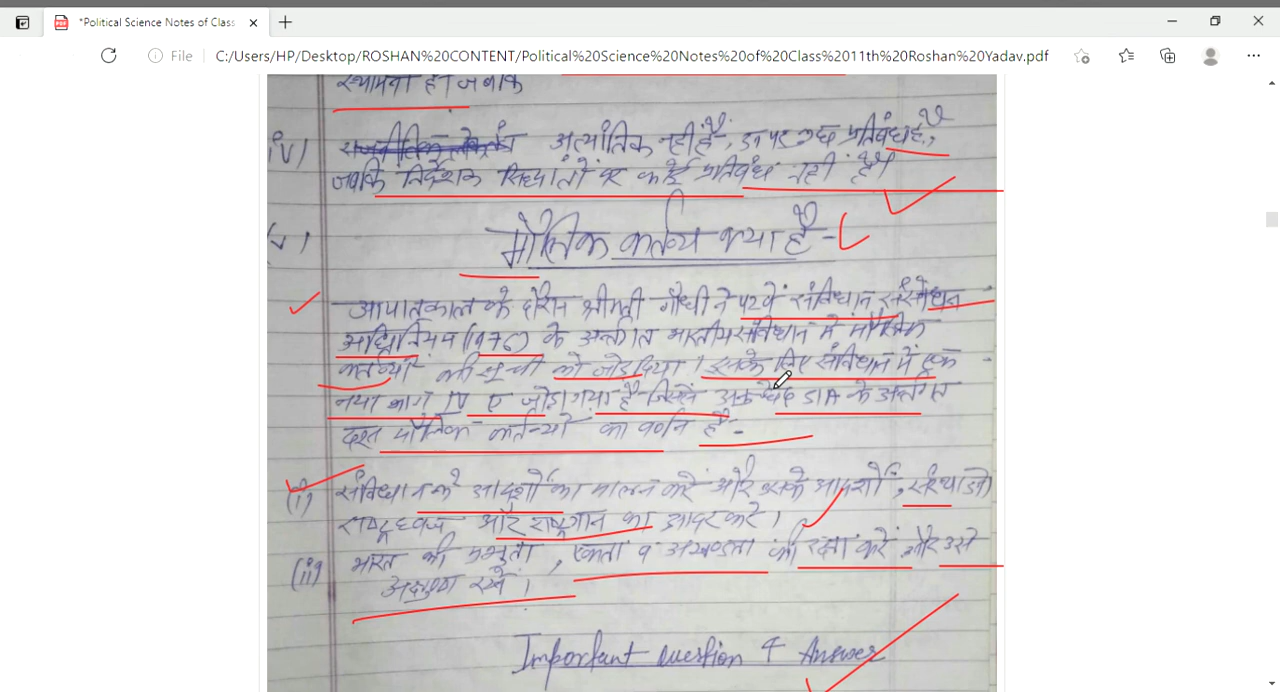 *Political Science Notes of Class
File C:/Users/HP/Desktop/ROSHAN%20CONTENT/Political%20Science%20Notes%20of%20Class%2011th%20Roshan%20Yadav.pdf
स्थापना है। जबकि
iv) अत्यांतिक नहीं हैं, प्रतिबंध है,
जबकि निर्देशक सिध्यांतों पर कोई प्रतिबंध नहीं है।
v) मौलिक कर्तव्य क्या है -
आपातकाल के दौरान श्रीमती गाँधी ने 42वें संविधान संसोधन
अधिनियम (1976) के अन्तर्गत भारतीय संविधान में मौलिक
कर्तव्यों की सूची को जोड़ दिया। इसके लिए संविधान में एक
नया भाग IV ए जोड़ा गया है जिसमें अनुच्छेद 51A के अन्तर्गत
दस मौलिक कर्तव्यों का वर्णन है -
(i) संविधान के आदर्शों का पालन करें और उसके आदर्शों, संस्थाओं
राष्ट्रध्वज और राष्ट्रगान का आदर करें।
(ii) भारत की प्रभुता, एकता व अखण्डता की रक्षा करें और उसे
अक्षुण्ण रखें।
Important Question & Answer